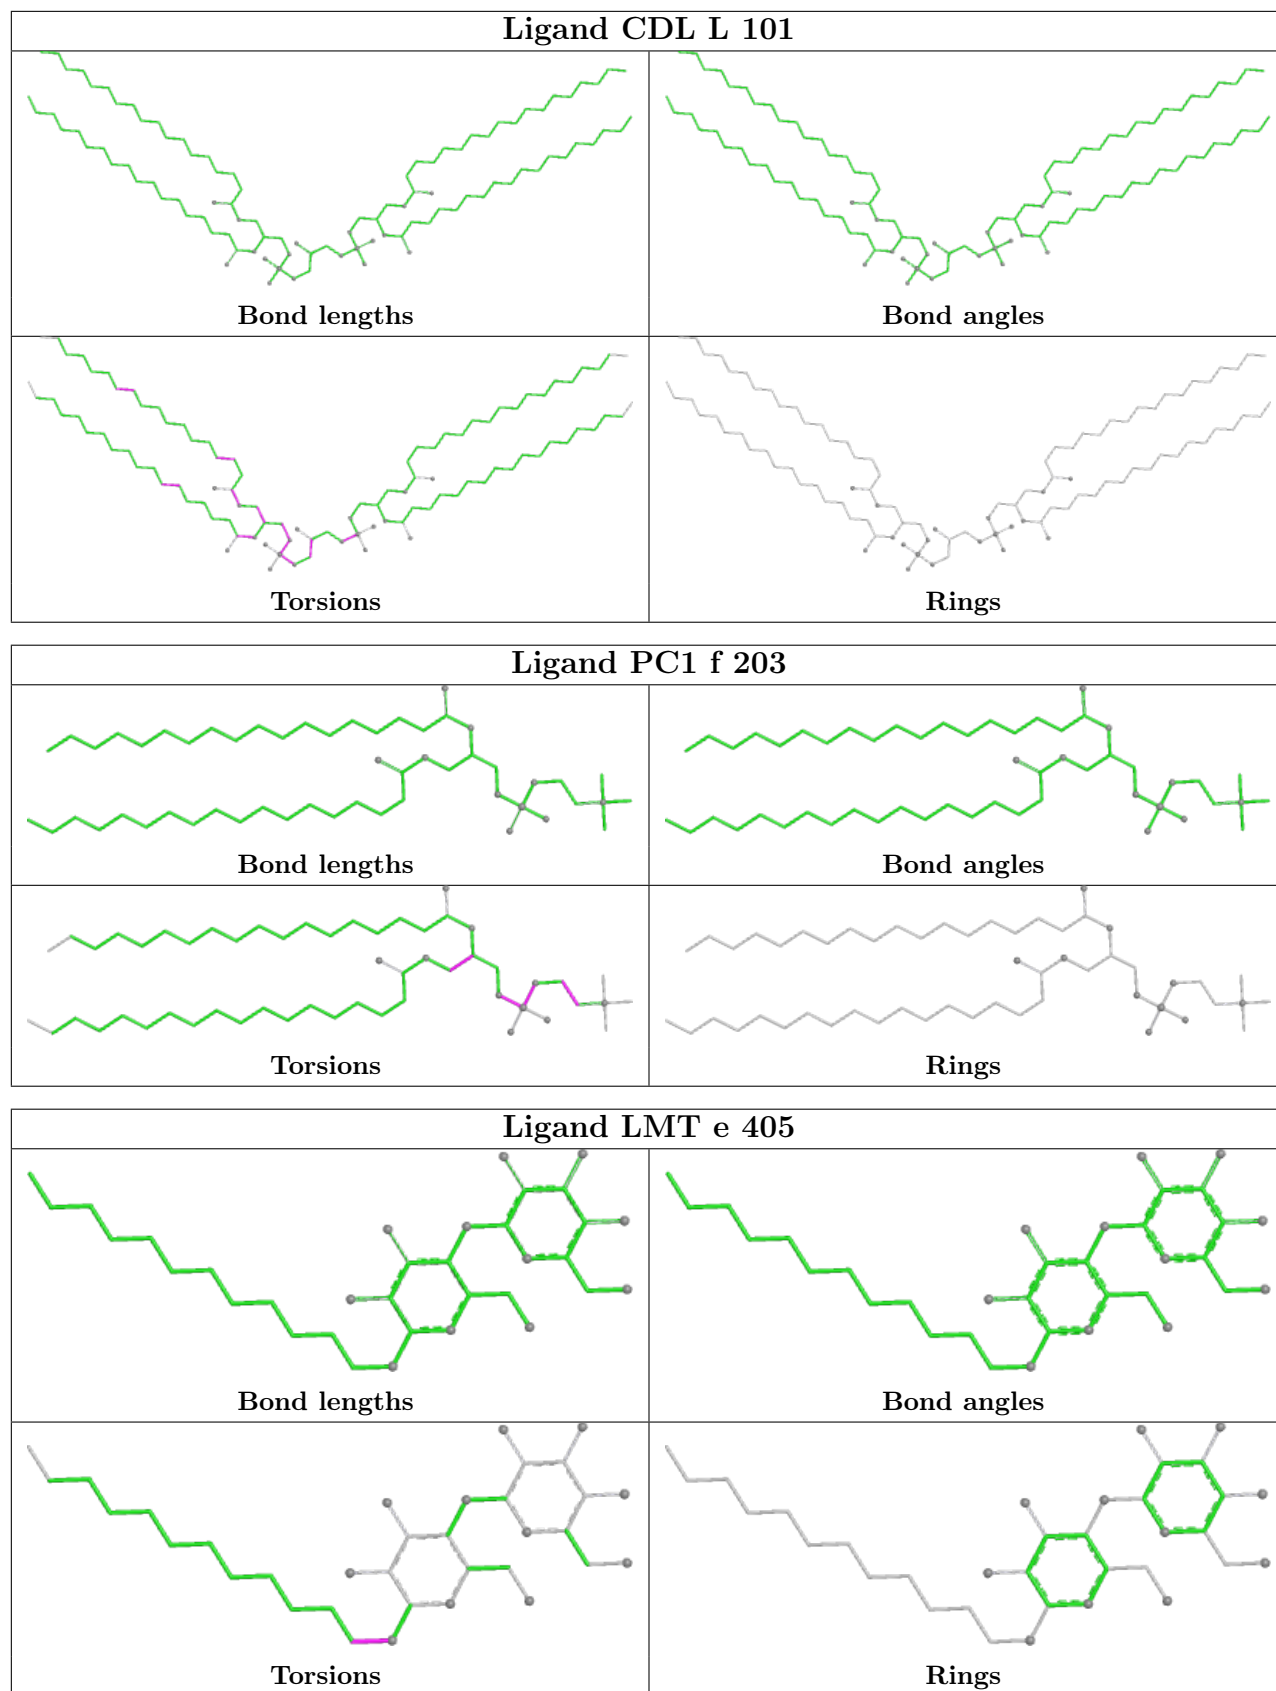 Ligand CDL L 101
Bond lengths
Bond angles
Torsions
Rings
Ligand PC1 f 203
Bond lengths
Bond angles
Torsions
Rings
Ligand LMT e 405
Bond lengths
Bond angles
Torsions
Rings